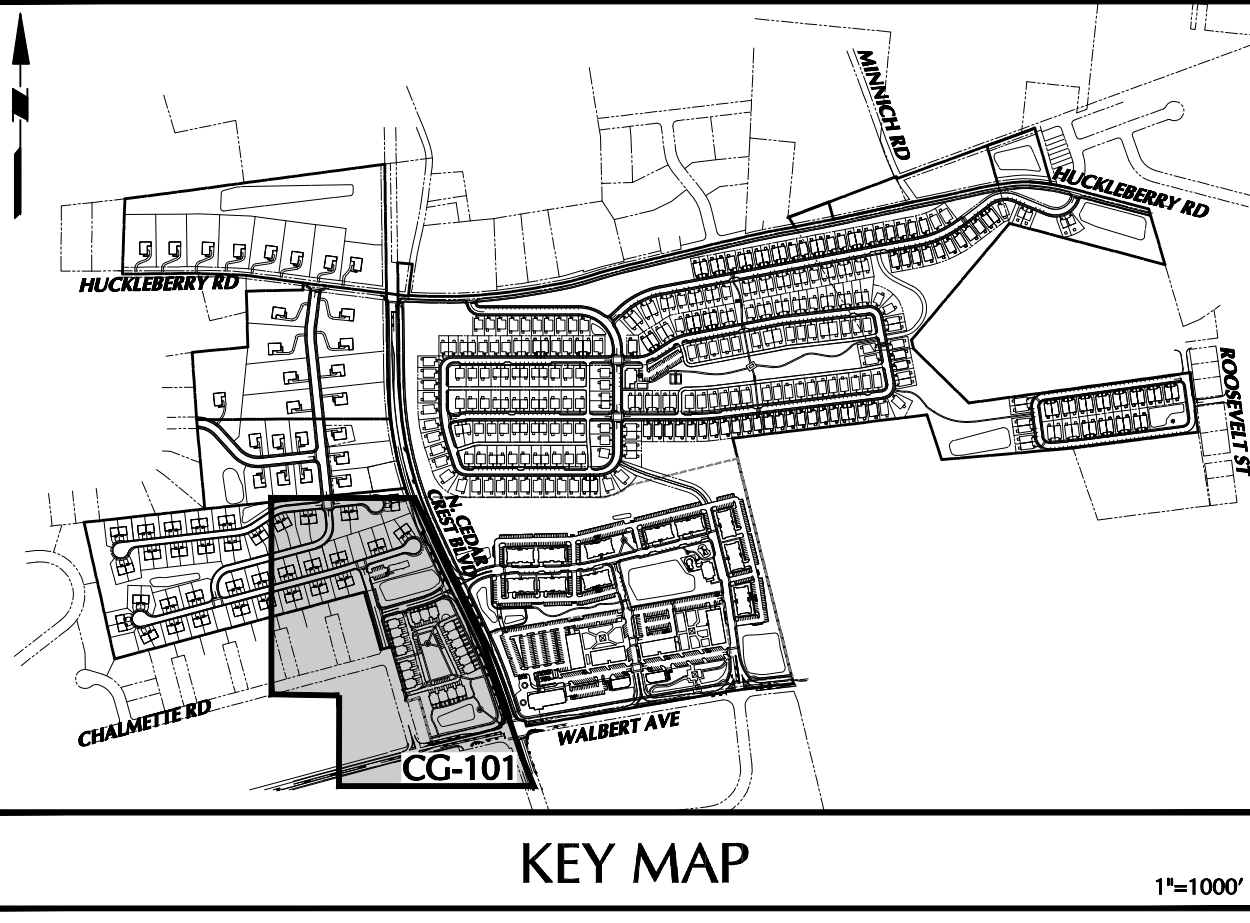 MINNICH RD
HUCKLEBERRY RD
HUCKLEBERRY RD
ROOSEVELT ST
N. CEDAR
CREST BLVD
CHALMETTE RD
WALBERT AVE
CG-101
KEY MAP
1"=1000'